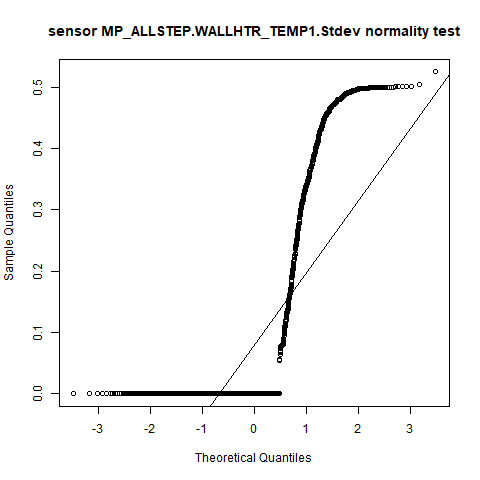 sensor MP_ALLSTEP.WALLHTR_TEMP1.Stdev normality test
0.5
0.4
0.3
0.2
0.1
0.0
Sample Quantiles
-3 -2 -1 0 1 2 3
Theoretical Quantiles